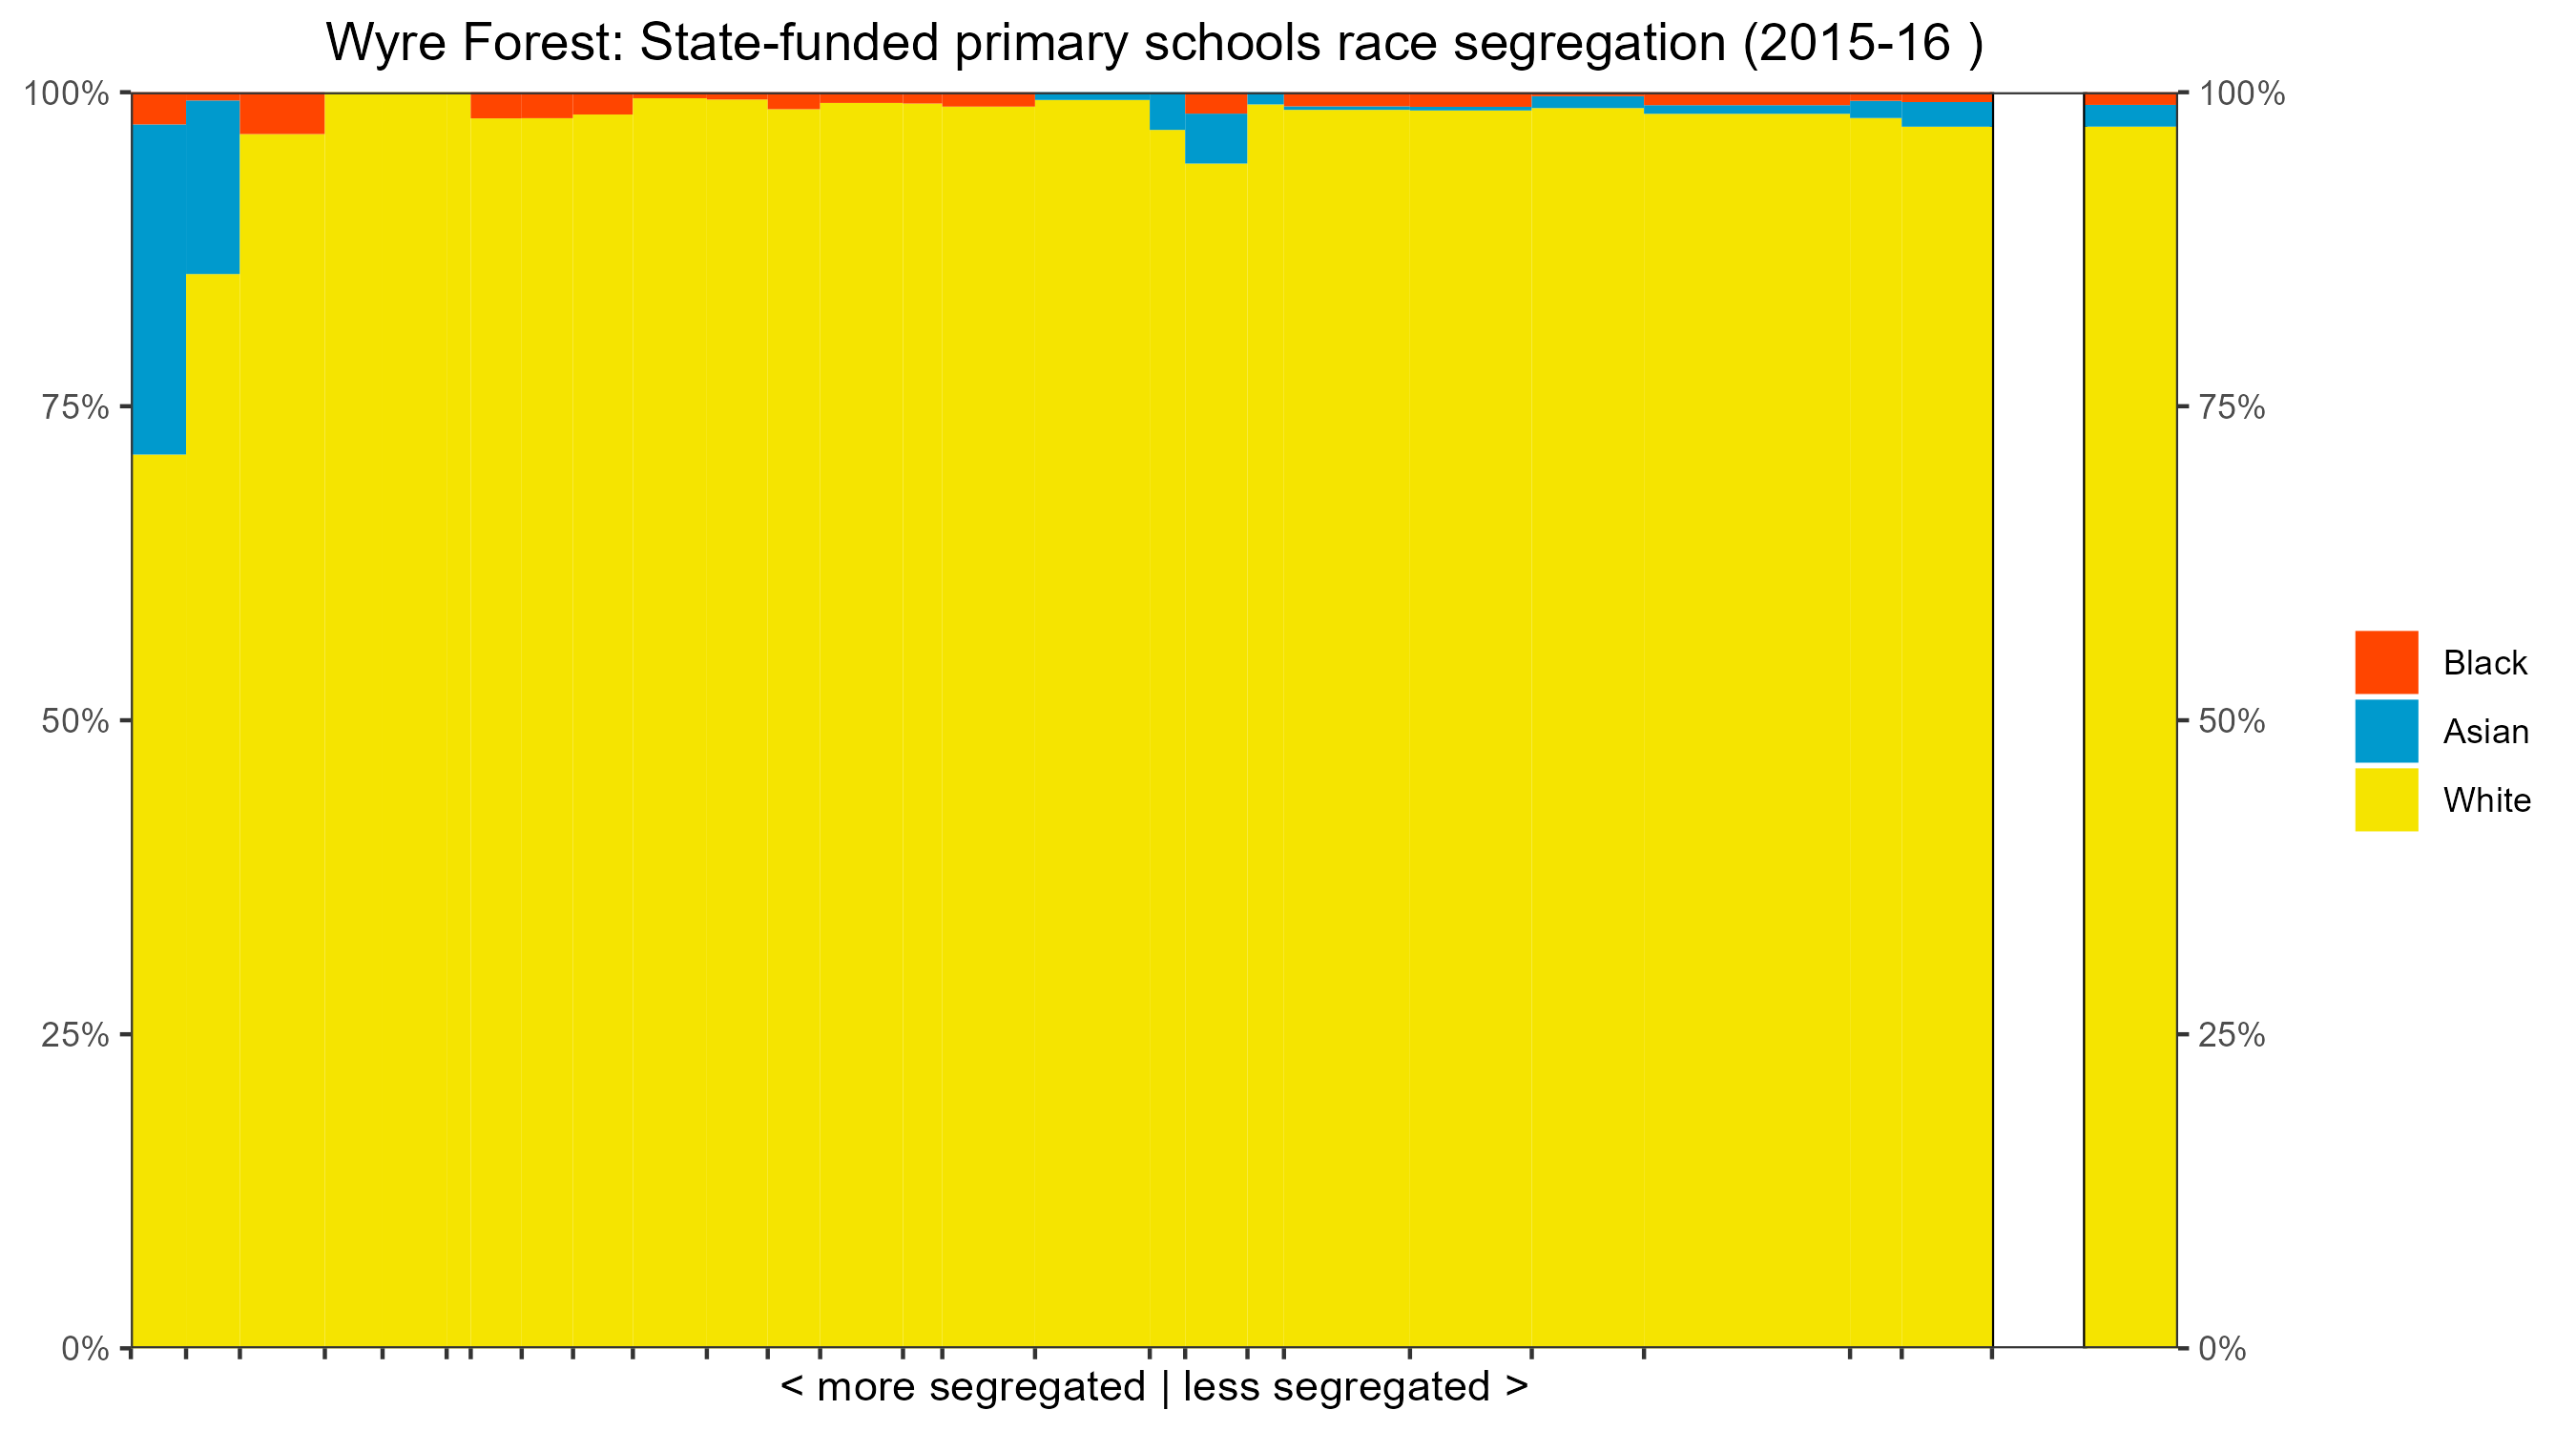 Wyre Forest: State-funded primary schools race segregation (2015-16 )
100%
75%
50%
25%
0%
100%
75%
50%
25%
0%
Black
Asian
White
< more segregated | less segregated >